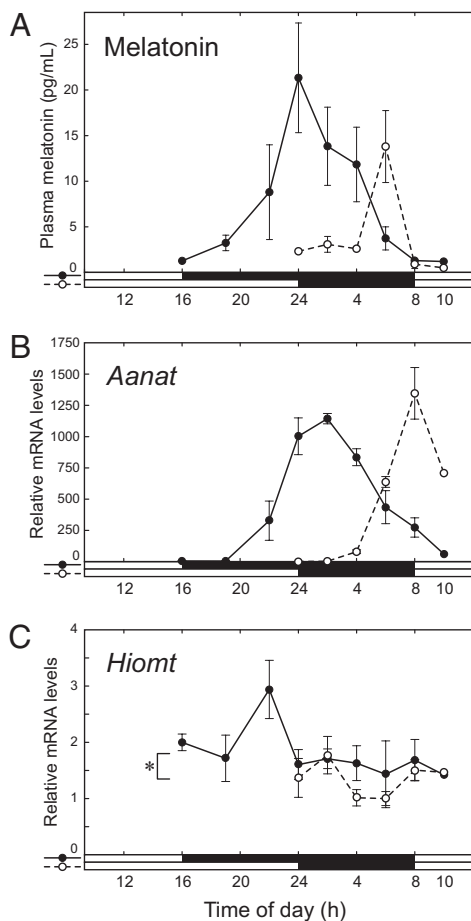 A
Melatonin
Plasma melatonin (pg/mL)
25
20
15
10
5
0
12 16 20 24 4 8 10
B
Aanat
Relative mRNA levels
1750
1500
1250
1000
750
500
250
0
12 16 20 24 4 8 10
C
Hiomt
Relative mRNA levels
4
3
2
1
0
*
12 16 20 24 4 8 10
Time of day (h)